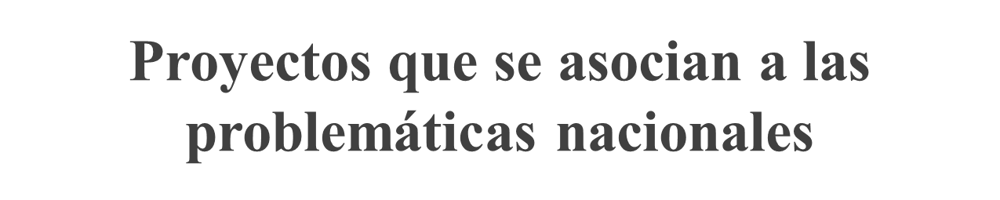 Proyectos que se asocian a las
problemáticas nacionales